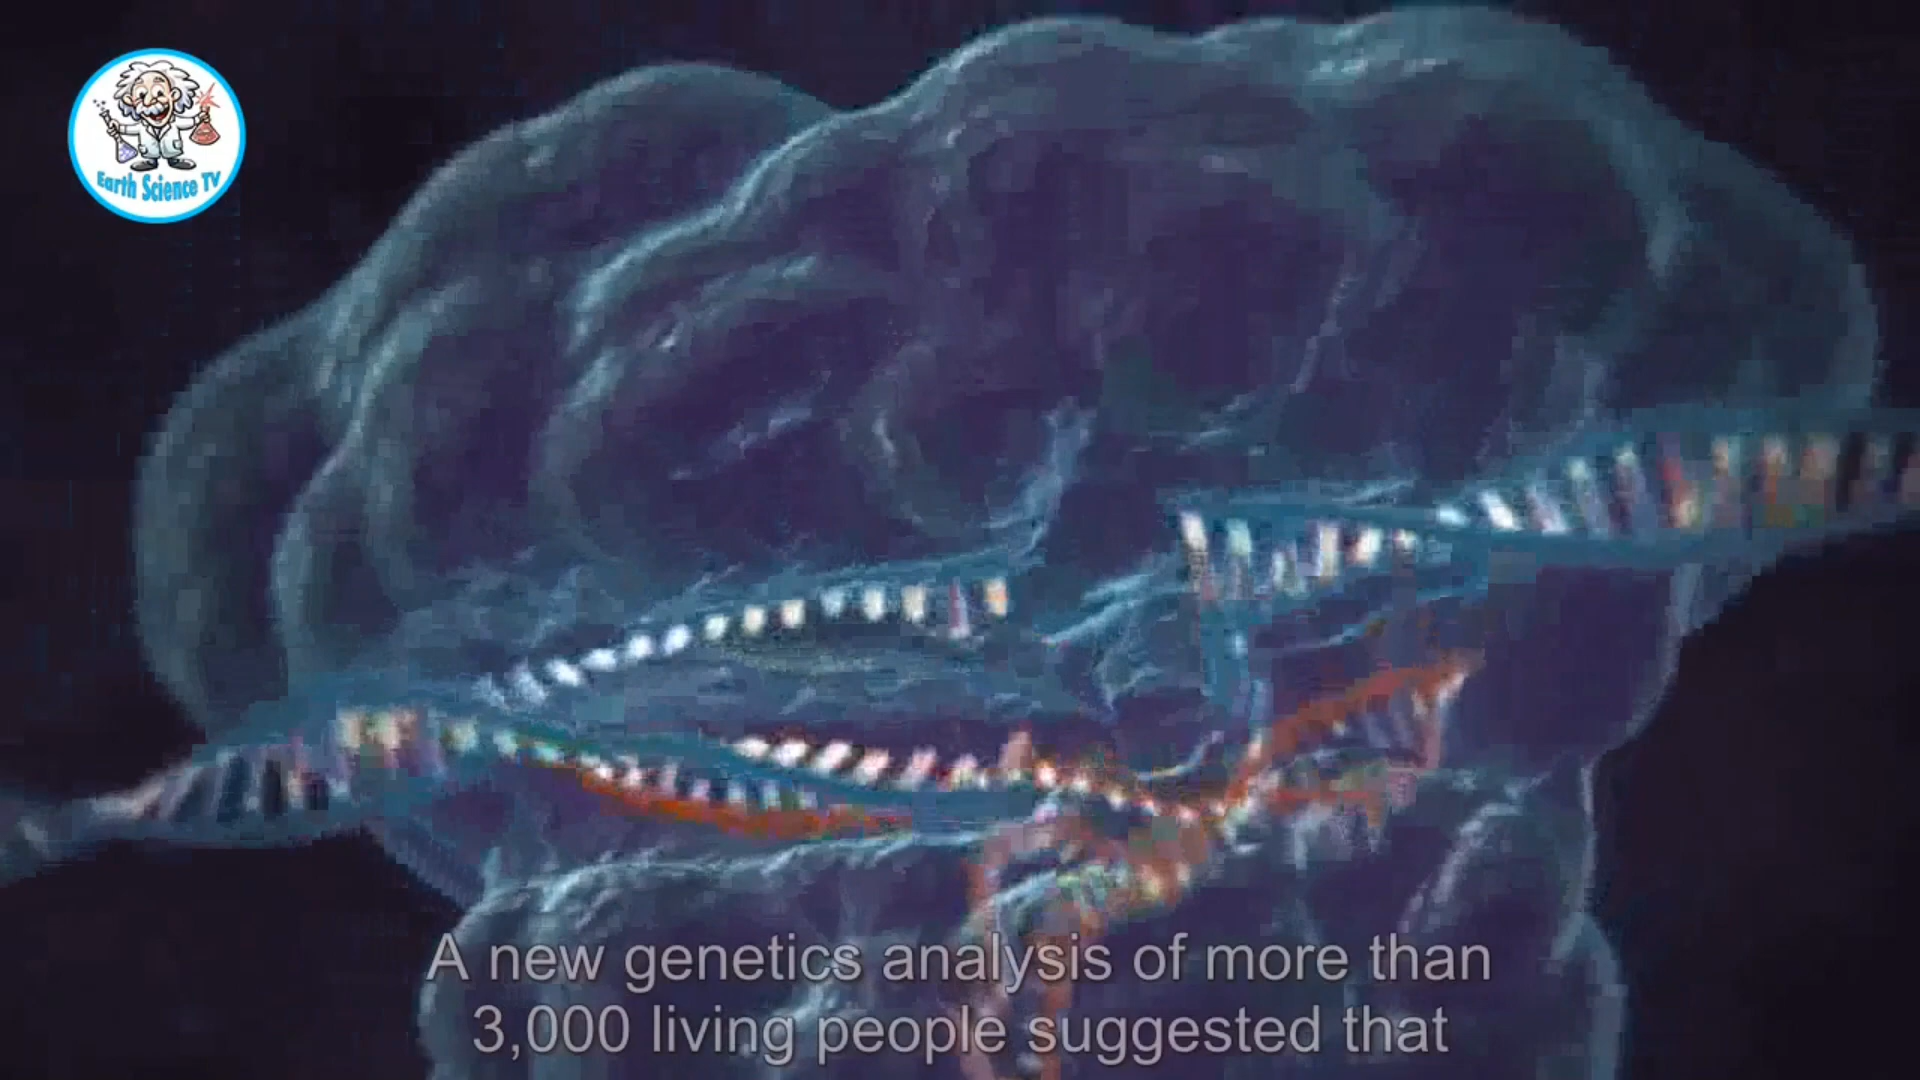 Earth Science TV
A new genetics analysis of more than
3,000 living people suggested that